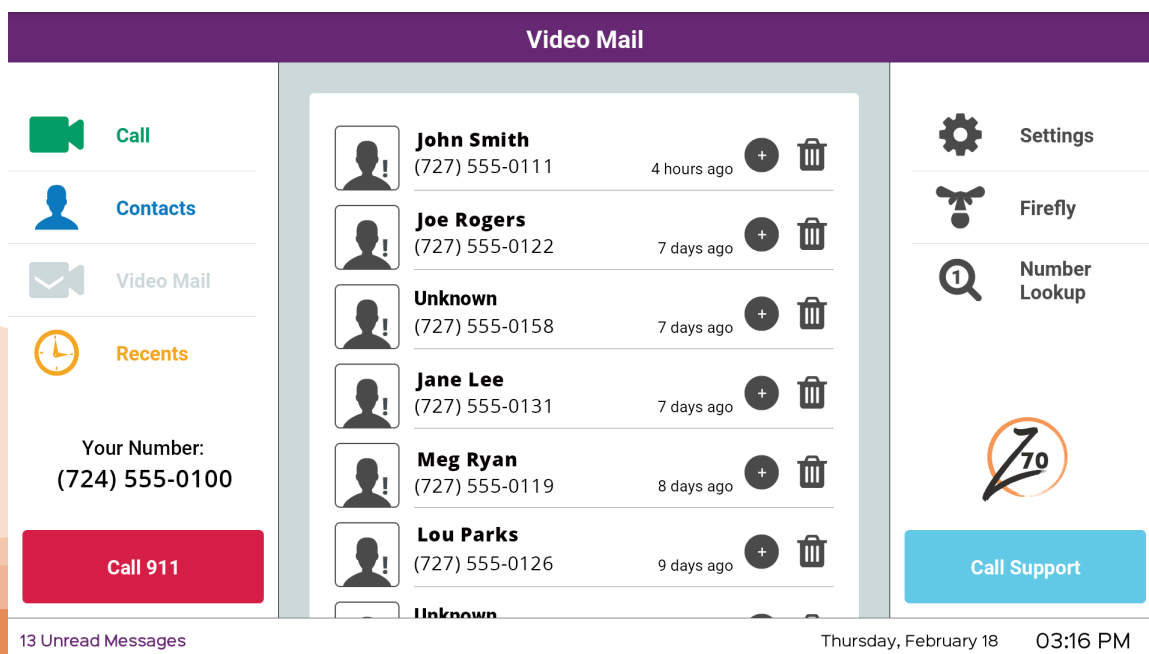 Video Mail
Call
Contacts
Video Mail
Recents
Your Number:
(724) 555-0100
Call 911
John Smith
(727) 555-0111
4 hours ago
Joe Rogers
(727) 555-0122
7 days ago
Unknown
(727) 555-0158
7 days ago
Jane Lee
(727) 555-0131
7 days ago
Meg Ryan
(727) 555-0119
8 days ago
Lou Parks
(727) 555-0126
9 days ago
Unknown
Settings
Firefly
1
Number
Lookup
Z70
Call Support
13 Unread Messages
Thursday, February 18
03:16 PM